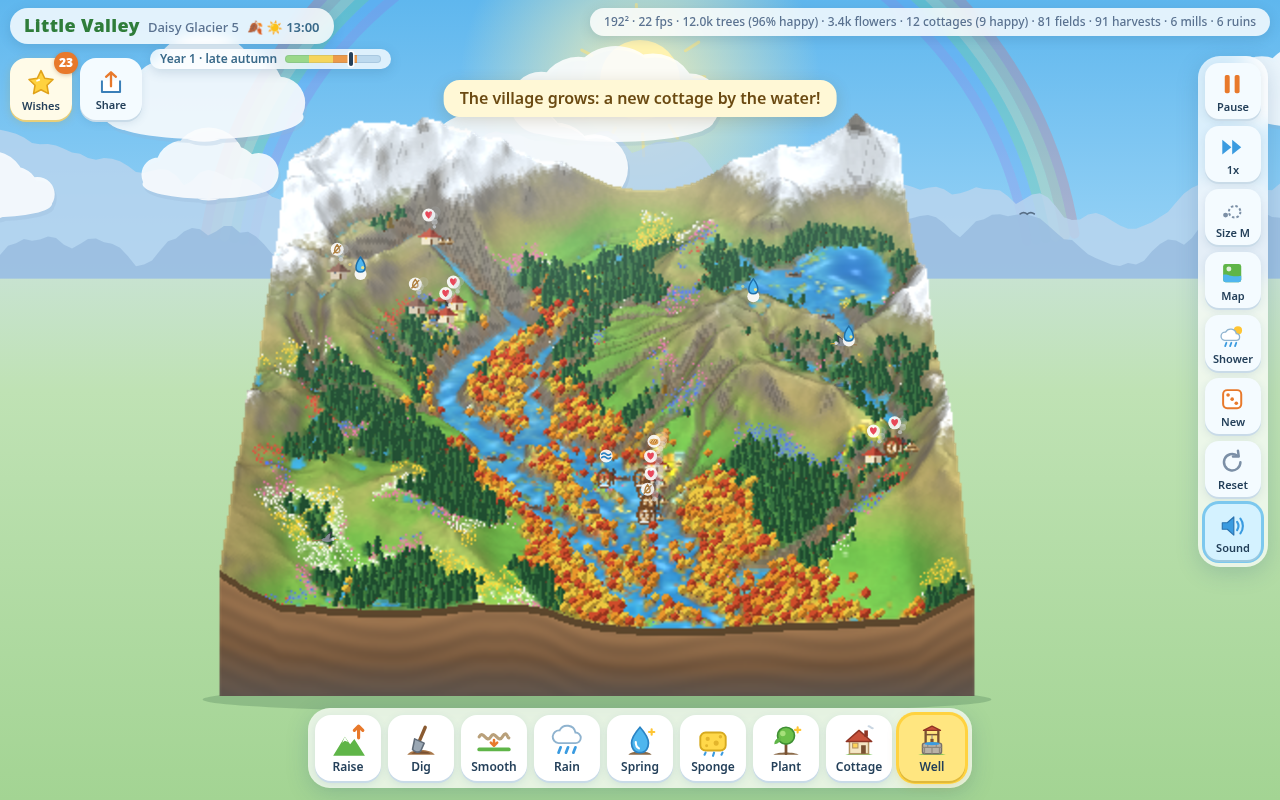 Little Valley Daisy Glacier 5 13:00
192² · 22 fps · 12.0k trees (96% happy) · 3.4k flowers · 12 cottages (9 happy) · 81 fields · 91 harvests · 6 mills · 6 ruins
Year 1 · late autumn
23
Wishes
Share
The village grows: a new cottage by the water!
Pause
1x
Size M
Map
Shower
New
Reset
Sound
Raise
Dig
Smooth
Rain
Spring
Sponge
Plant
Cottage
Well